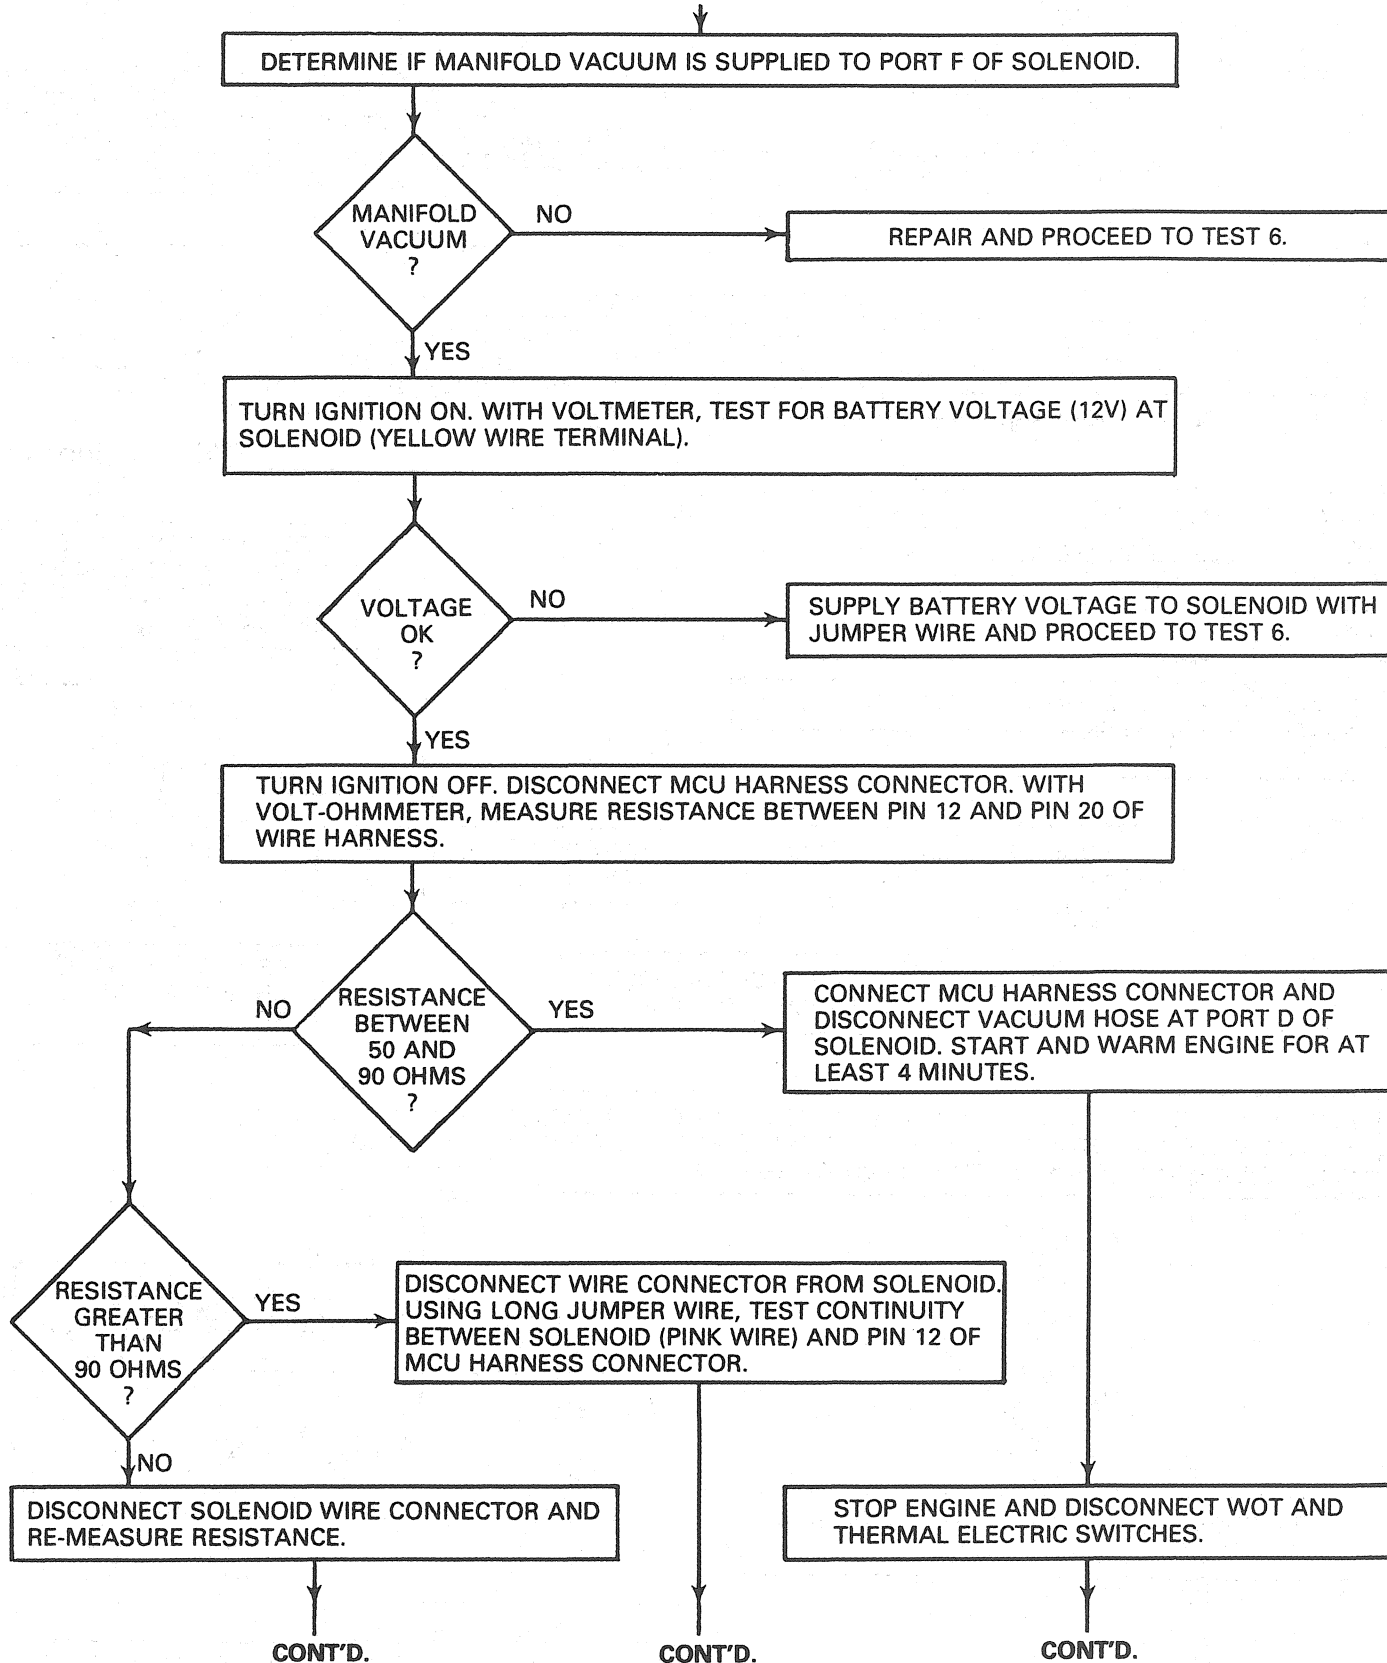 DETERMINE IF MANIFOLD VACUUM IS SUPPLIED TO PORT F OF SOLENOID.
MANIFOLD
VACUUM
?
NO
REPAIR AND PROCEED TO TEST 6.
YES
TURN IGNITION ON. WITH VOLTMETER, TEST FOR BATTERY VOLTAGE (12V) AT
SOLENOID (YELLOW WIRE TERMINAL).
VOLTAGE
OK
?
NO
SUPPLY BATTERY VOLTAGE TO SOLENOID WITH
JUMPER WIRE AND PROCEED TO TEST 6.
YES
TURN IGNITION OFF. DISCONNECT MCU HARNESS CONNECTOR. WITH
VOLT-OHMMETER, MEASURE RESISTANCE BETWEEN PIN 12 AND PIN 20 OF
WIRE HARNESS.
RESISTANCE
BETWEEN
50 AND
90 OHMS
?
NO
YES
CONNECT MCU HARNESS CONNECTOR AND
DISCONNECT VACUUM HOSE AT PORT D OF
SOLENOID. START AND WARM ENGINE FOR AT
LEAST 4 MINUTES.
RESISTANCE
GREATER
THAN
90 OHMS
?
YES
DISCONNECT WIRE CONNECTOR FROM SOLENOID.
USING LONG JUMPER WIRE, TEST CONTINUITY
BETWEEN SOLENOID (PINK WIRE) AND PIN 12 OF
MCU HARNESS CONNECTOR.
NO
DISCONNECT SOLENOID WIRE CONNECTOR AND
RE-MEASURE RESISTANCE.
STOP ENGINE AND DISCONNECT WOT AND
THERMAL ELECTRIC SWITCHES.
CONT'D.
CONT'D.
CONT'D.